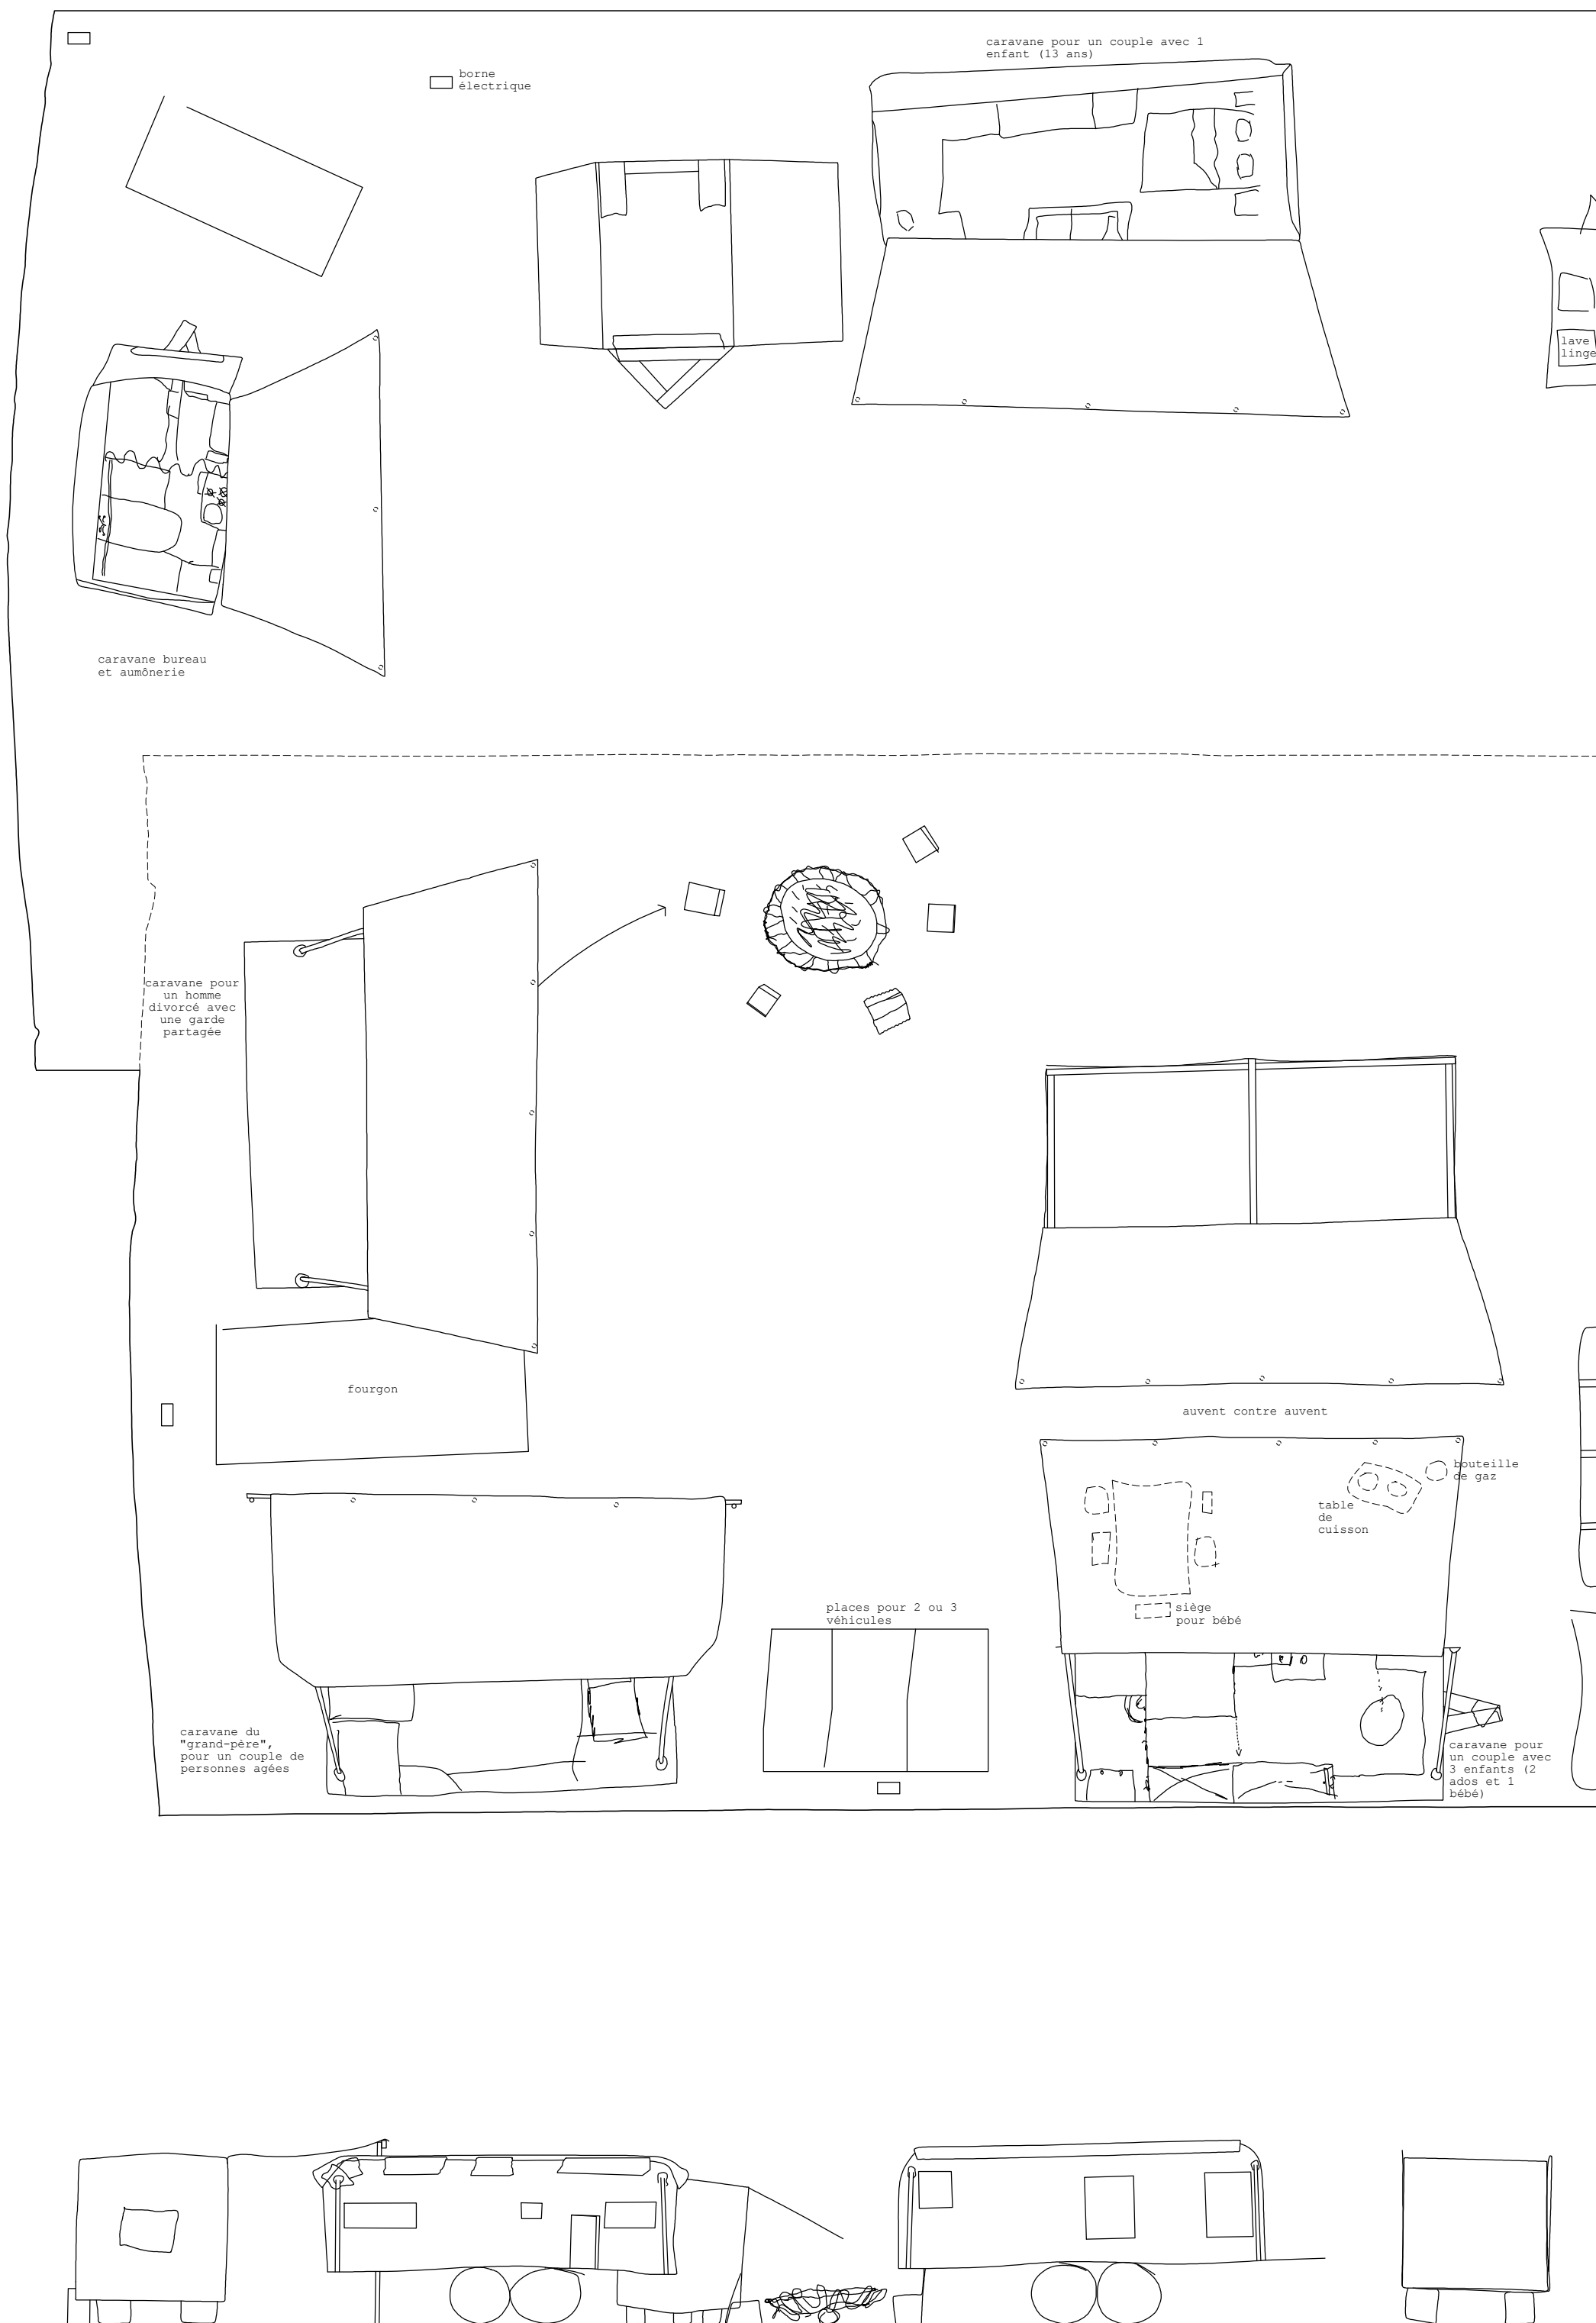 caravane pour un couple avec 1
enfant (13 ans)
borne
électrique
lave
linge
caravane bureau
et aumônerie
caravane pour
un homme
divorcé avec
une garde
partagée
fourgon
auvent contre auvent
bouteille
de gaz
table
de
cuisson
siège
pour bébé
places pour 2 ou 3
véhicules
caravane du
"grand-père",
pour un couple de
personnes agées
caravane pour
un couple avec
3 enfants (2
ados et 1
bébé)